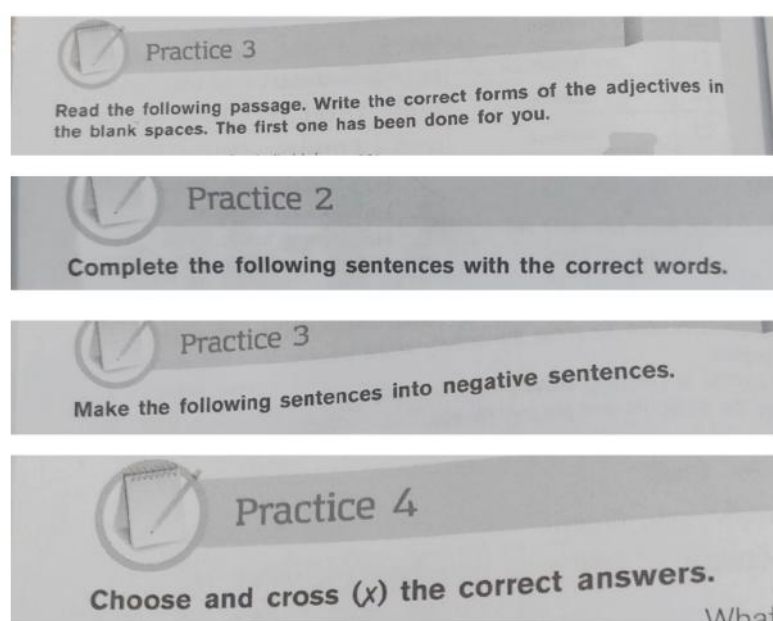 Practice 3
Read the following passage. Write the correct forms of the adjectives in
the blank spaces. The first one has been done for you.
Practice 2
Complete the following sentences with the correct words.
Practice 3
Make the following sentences into negative sentences.
Practice 4
Choose and cross (x) the correct answers.
What